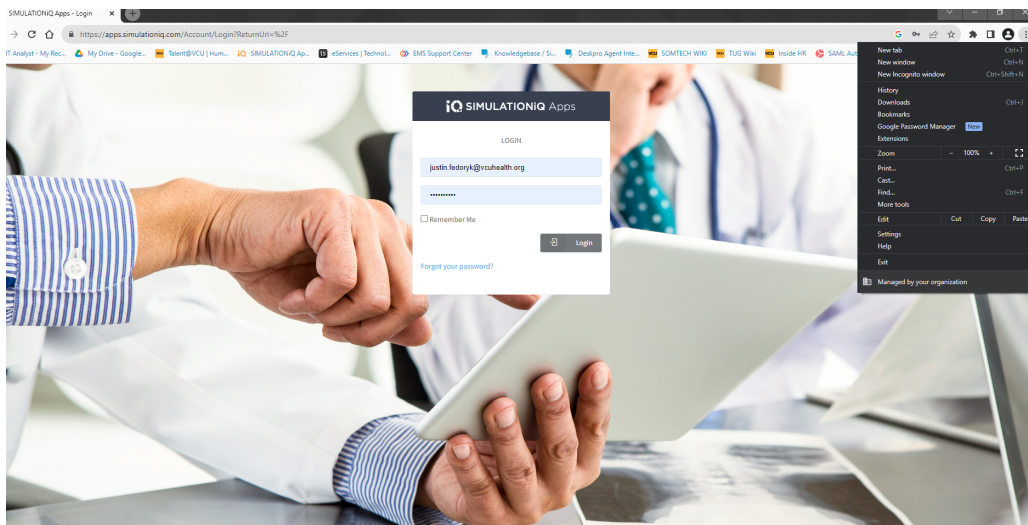 SIMULATIONiQ Apps - Login
https://apps.simulationiq.com/Account/Login?ReturnUrl=%2F
IT Analyst - My Rec...
My Drive - Google...
Talent@VCU | Hum...
SIMULATIONiQ Ap...
eServices | Technol...
EMS Support Center
Knowledgebase / Si...
Deskpro Agent Inte...
SOMTECH WIKI
TUG Wiki
Inside HR
SAML Aut
iQ SIMULATIONiQ Apps
LOGIN
justin.fedoryk@vcuhealth.org
Remember Me
Login
Forgot your password?
New tab Ctrl+T
New window Ctrl+N
New Incognito window Ctrl+Shift+N
History
Downloads Ctrl+J
Bookmarks
Google Password Manager New
Extensions
Zoom - 100% +
Print... Ctrl+P
Cast...
Find... Ctrl+F
More tools
Edit Cut Copy Paste
Settings
Help
Exit
Managed by your organization